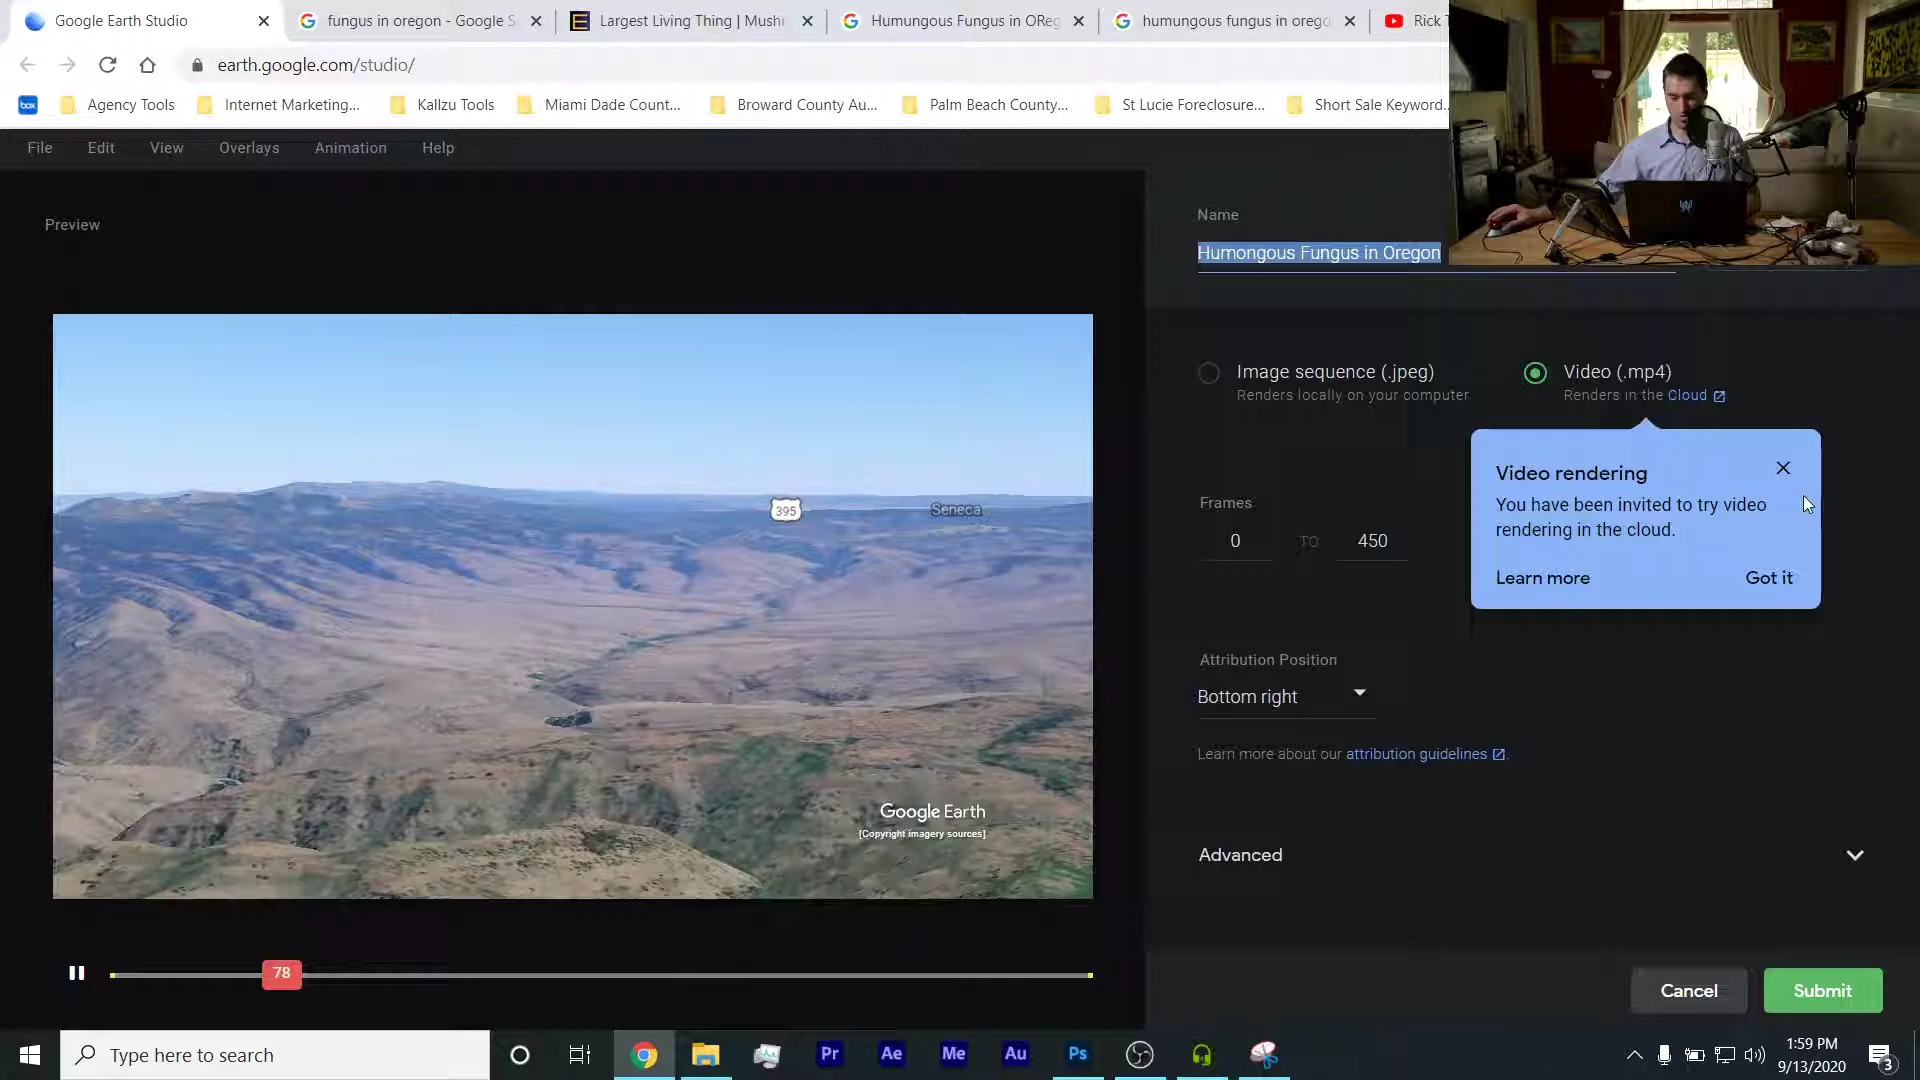 Google Earth Studio
fungus in oregon - Google S
Largest Living Thing | Mush
Humungous Fungus in OReg
humungous fungus in orego
Rick
earth.google.com/studio/
box
Agency Tools
Internet Marketing...
Kallzu Tools
Miami Dade Count...
Broward County Au...
Palm Beach County...
St Lucie Foreclosure...
Short Sale Keyword...
File Edit View Overlays Animation Help
Preview
Name
Humongous Fungus in Oregon
Image sequence (.jpeg)
Renders locally on your computer
Video (.mp4)
Renders in the Cloud
Video rendering
You have been invited to try video
rendering in the cloud.
Learn more Got it
Frames
0 TO 450
395
Seneca
Attribution Position
Bottom right
Learn more about our attribution guidelines .
Google Earth
[Copyright imagery sources]
Advanced
78
Cancel Submit
Type here to search
Pr Ae Me Au Ps
1:59 PM
9/13/2020
3